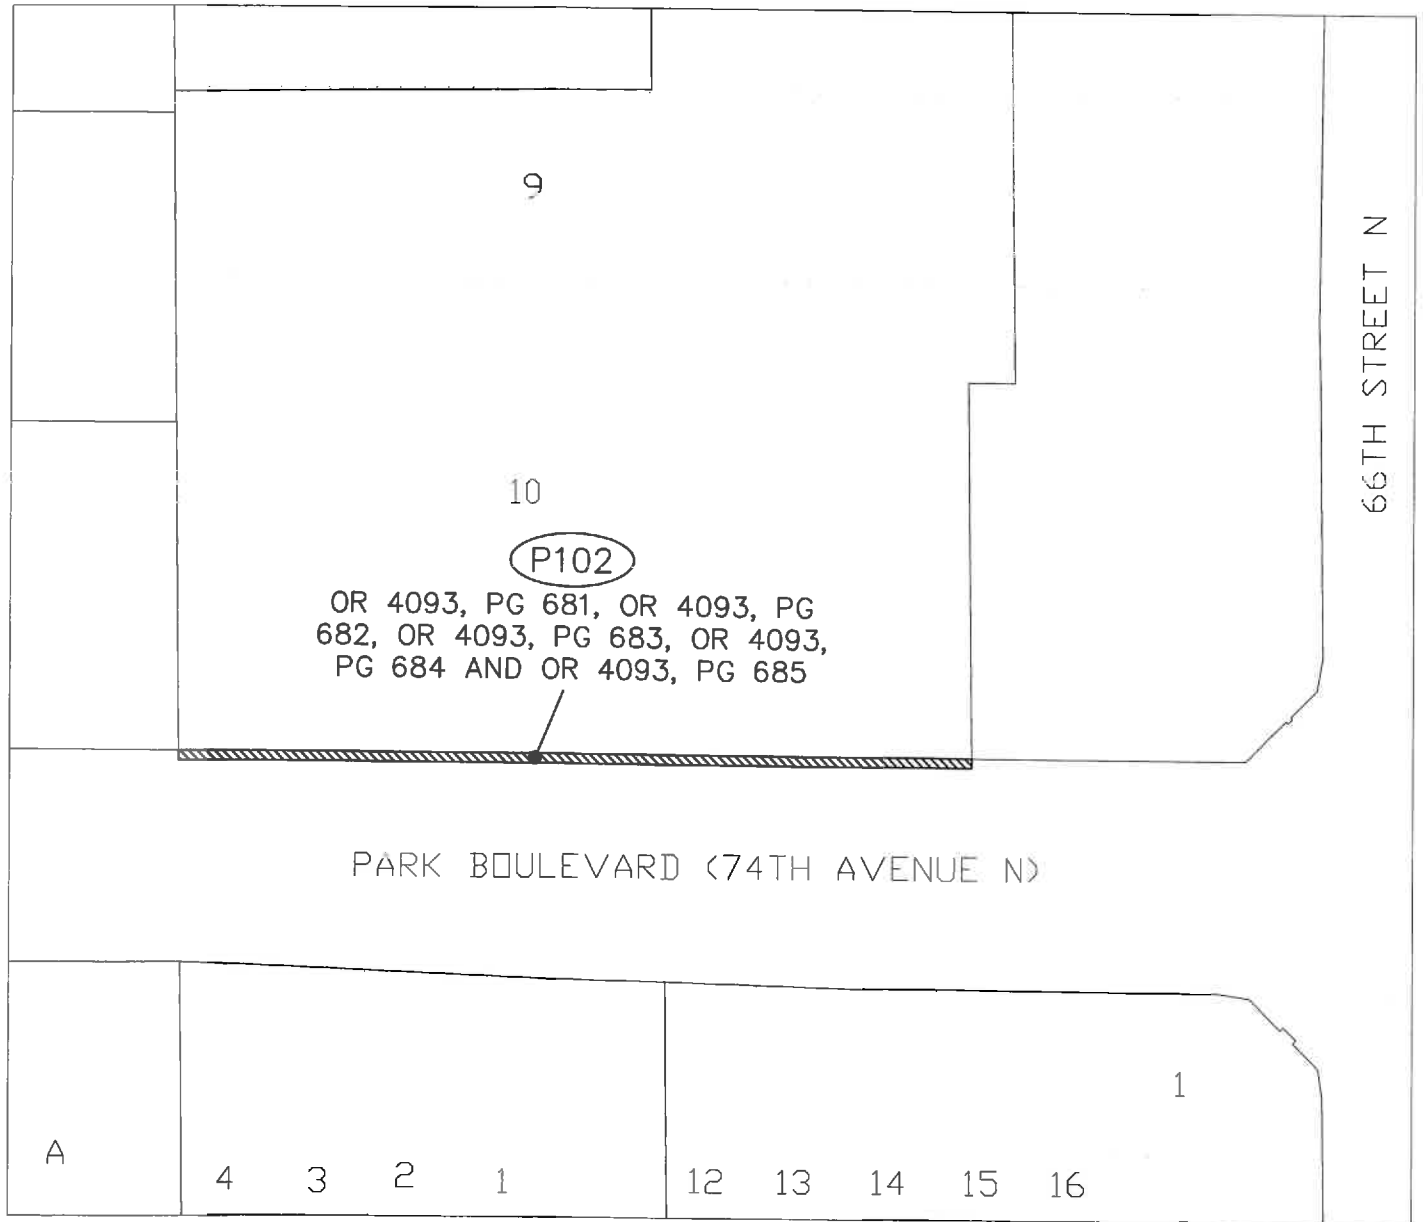 9
66TH STREET N
10
P102
OR 4093, PG 681, OR 4093, PG
682, OR 4093, PG 683, OR 4093,
PG 684 AND OR 4093, PG 685
PARK BOULEVARD (74TH AVENUE N)
1
A
4 3 2 1 12 13 14 15 16